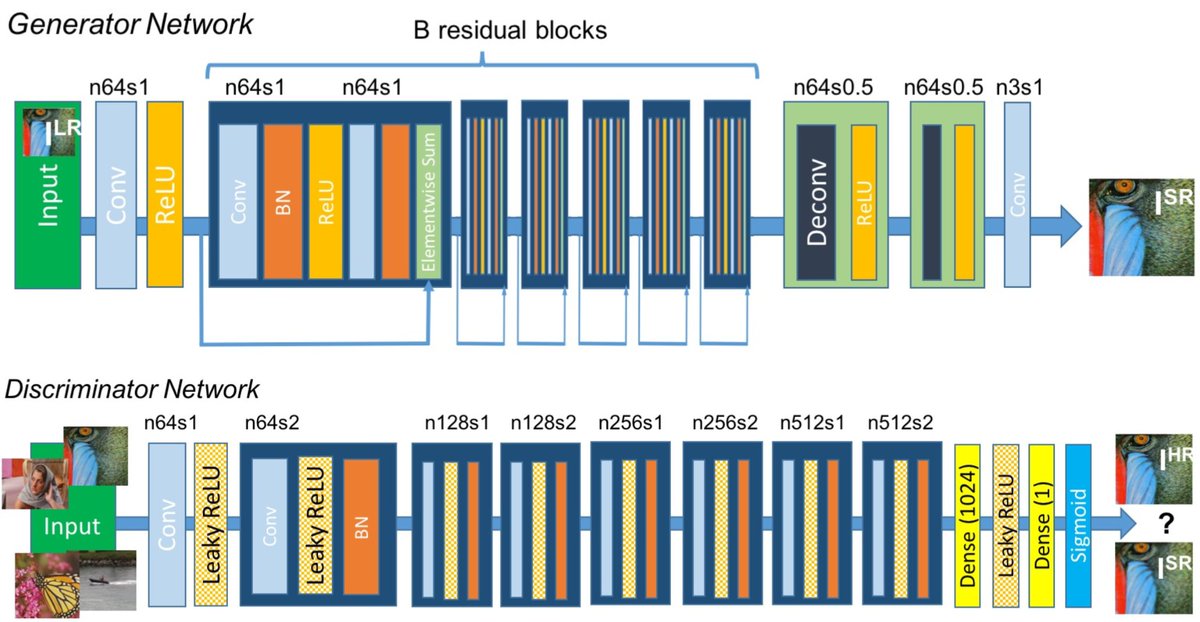 Generator Network
B residual blocks
n64s1
n64s1
n64s1
n64s0.5
n64s0.5
n3s1
I LR
Input
Conv
ReLU
Conv
BN
ReLU
Elementwise Sum
Deconv
ReLU
Conv
I SR
Discriminator Network
n64s1
n64s2
n128s1
n128s2
n256s1
n256s2
n512s1
n512s2
Input
Conv
Leaky ReLU
Conv
Leaky ReLU
BN
Dense (1024)
Leaky ReLU
Dense (1)
Sigmoid
I HR
?
I SR